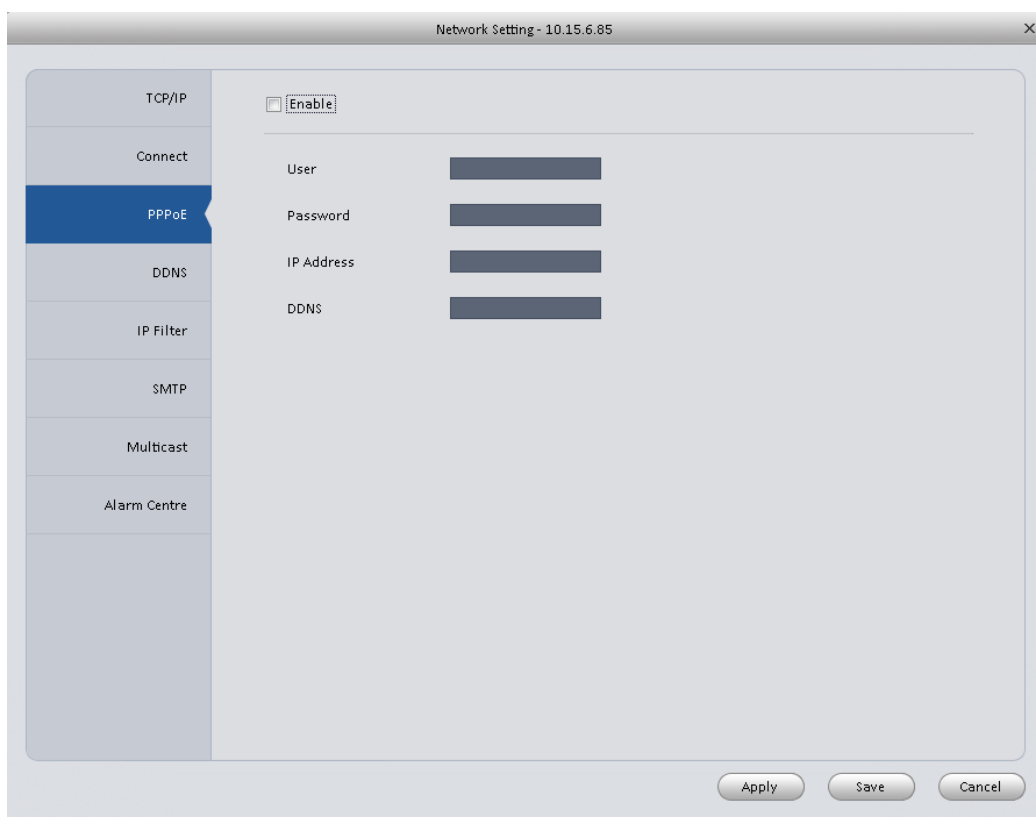 Network Setting - 10.15.6.85
TCP/IP
Connect
PPPoE
DDNS
IP Filter
SMTP
Multicast
Alarm Centre
Enable
User
Password
IP Address
DDNS
Apply
Save
Cancel